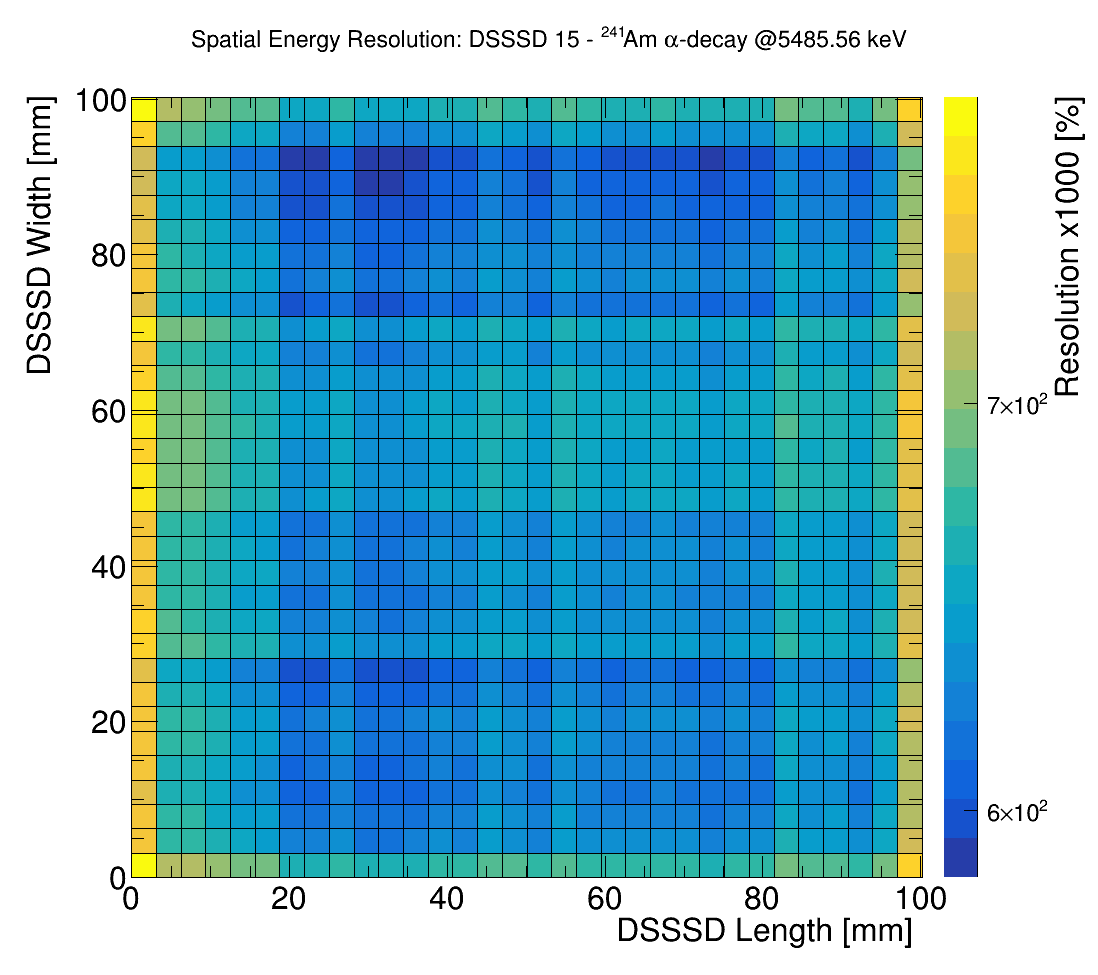 Spatial Energy Resolution: DSSSD 15 - ²⁴¹Am α-decay @5485.56 keV
DSSSD Width [mm]
100
80
60
40
20
0
0 20 40 60 80 100
DSSSD Length [mm]
7×10²
6×10²
Resolution x1000 [%]